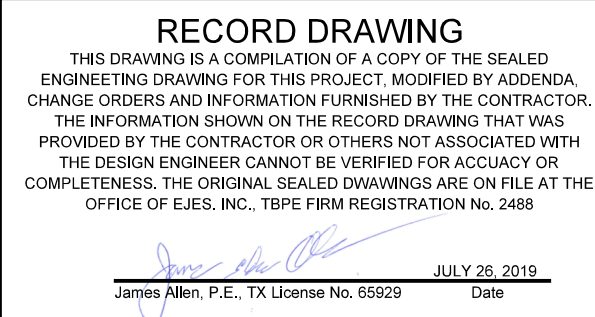 RECORD DRAWING
THIS DRAWING IS A COMPILATION OF A COPY OF THE SEALED
ENGINEETING DRAWING FOR THIS PROJECT, MODIFIED BY ADDENDA,
CHANGE ORDERS AND INFORMATION FURNISHED BY THE CONTRACTOR.
THE INFORMATION SHOWN ON THE RECORD DRAWING THAT WAS
PROVIDED BY THE CONTRACTOR OR OTHERS NOT ASSOCIATED WITH
THE DESIGN ENGINEER CANNOT BE VERIFIED FOR ACCUACY OR
COMPLETENESS. THE ORIGINAL SEALED DWAWINGS ARE ON FILE AT THE
OFFICE OF EJES. INC., TBPE FIRM REGISTRATION No. 2488
JULY 26, 2019
James Allen, P.E., TX License No. 65929 Date